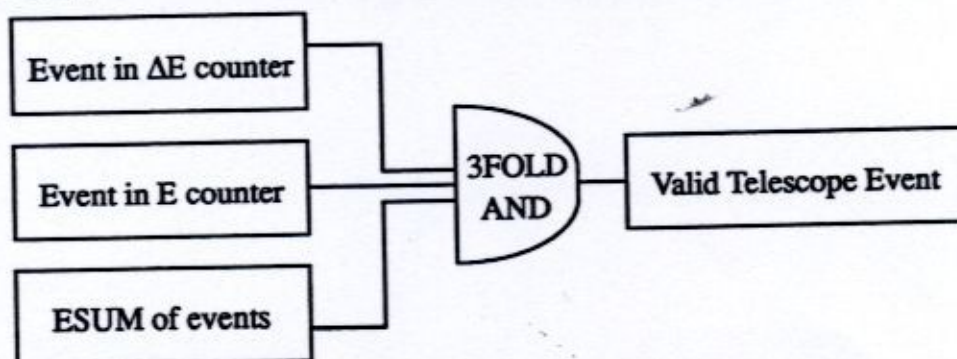 Event in ΔE counter
Event in E counter
ESUM of events
3FOLD
AND
Valid Telescope Event